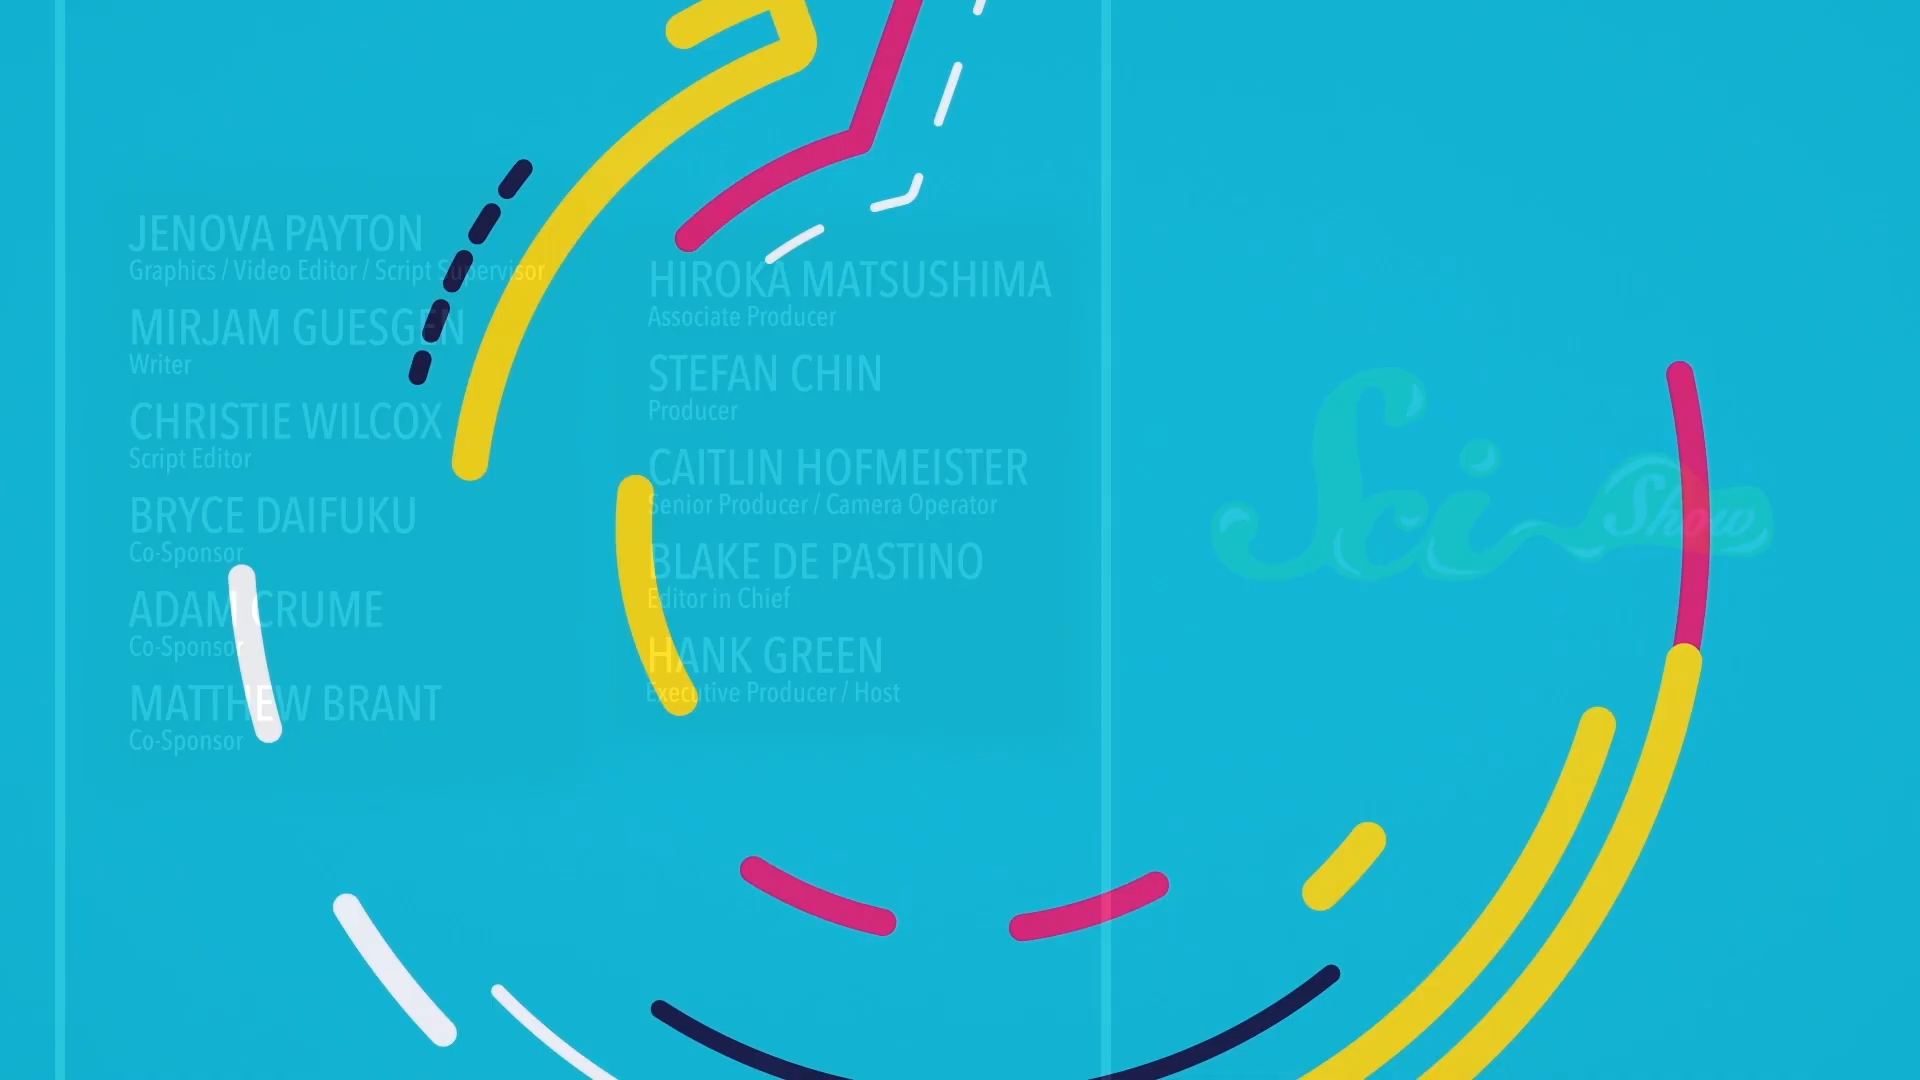 JENOVA PAYTON
Graphics / Video Editor / Script Supervisor
MIRJAM GUESGEN
Writer
CHRISTIE WILCOX
Script Editor
BRYCE DAIFUKU
Co-Sponsor
ADAM CRUME
Co-Sponsor
MATTHEW BRANT
Co-Sponsor
HIROKA MATSUSHIMA
Associate Producer
STEFAN CHIN
Producer
CAITLIN HOFMEISTER
Senior Producer / Camera Operator
BLAKE DE PASTINO
Editor in Chief
HANK GREEN
Executive Producer / Host
Sci Show